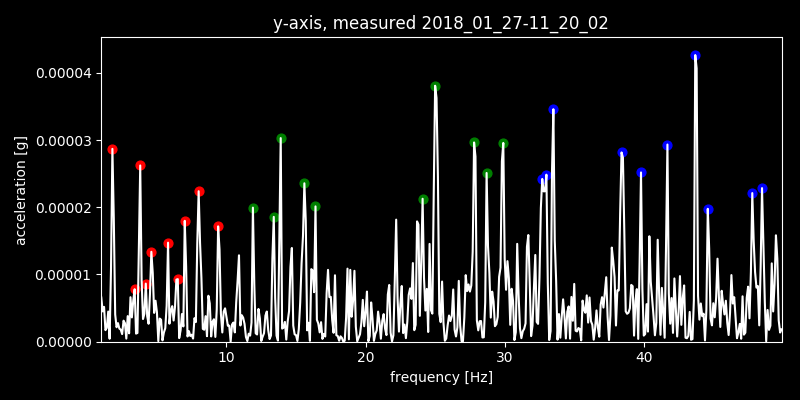 y-axis, measured 2018_01_27-11_20_02
acceleration [g]
0.00004
0.00003
0.00002
0.00001
0.00000
10 20 30 40
frequency [Hz]